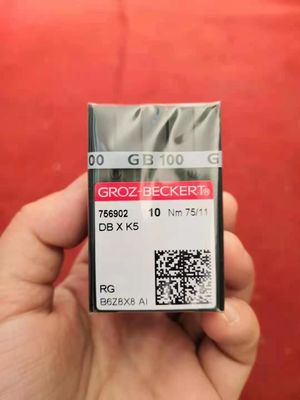 00 GB 100 G
GROZ-BECKERT®
756902 10 Nm 75/11
DB X K5
RG
B6Z8X8 AI